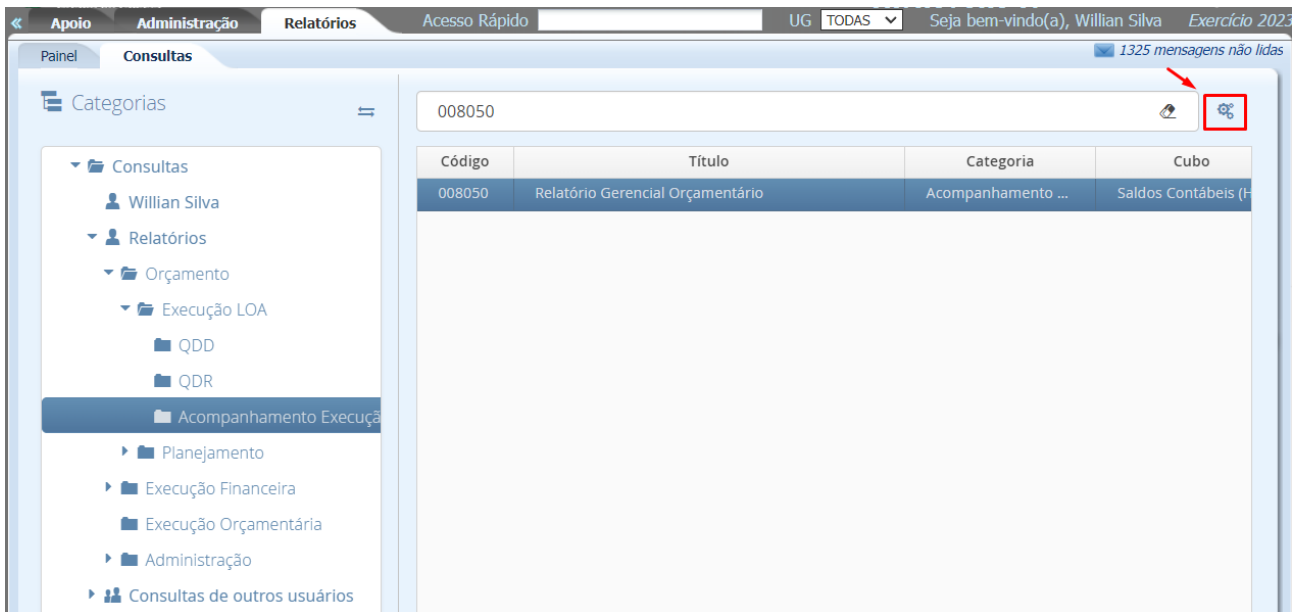 Apoio Administração Relatórios Acesso Rápido UG TODAS Seja bem-vindo(a), Willian Silva Exercício 2023
Painel Consultas 1325 mensagens não lidas
Categorias
008050
Código Título Categoria Cubo
008050 Relatório Gerencial Orçamentário Acompanhamento ... Saldos Contábeis (H
Consultas
Willian Silva
Relatórios
Orçamento
Execução LOA
QDD
QDR
Acompanhamento Execuçã
Planejamento
Execução Financeira
Execução Orçamentária
Administração
Consultas de outros usuários